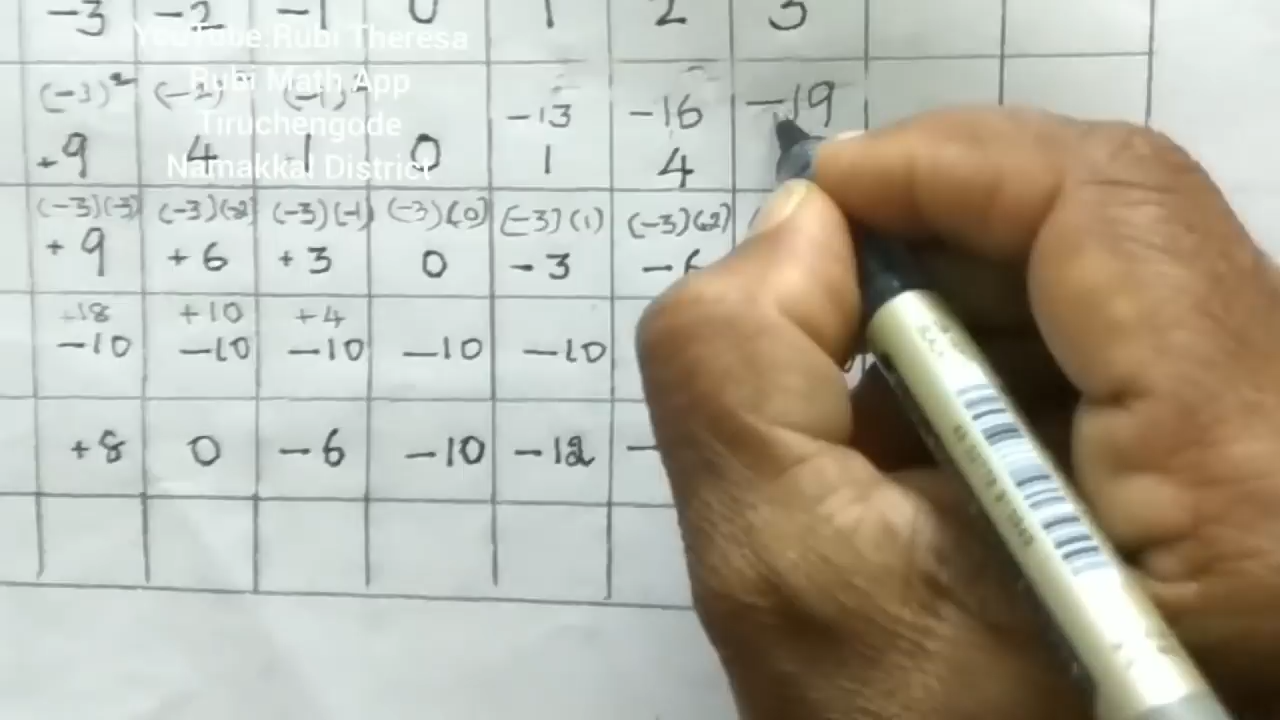 -3 -2 -1 0 1 2 3
YouTube.Rubi Theresa
Rubi Math App
Tiruchengode
Namakkal District
(-3)² (-2)² (-1)² -13 -16 -19
+9 4 1 0 1 4
(-3)(-3) (-3)(-2) (-3)(-1) (-3)(0) (-3)(1) (-3)(2)
+9 +6 +3 0 -3 -6
+18 +10 +4
-10 -10 -10 -10 -10
+8 0 -6 -10 -12 -